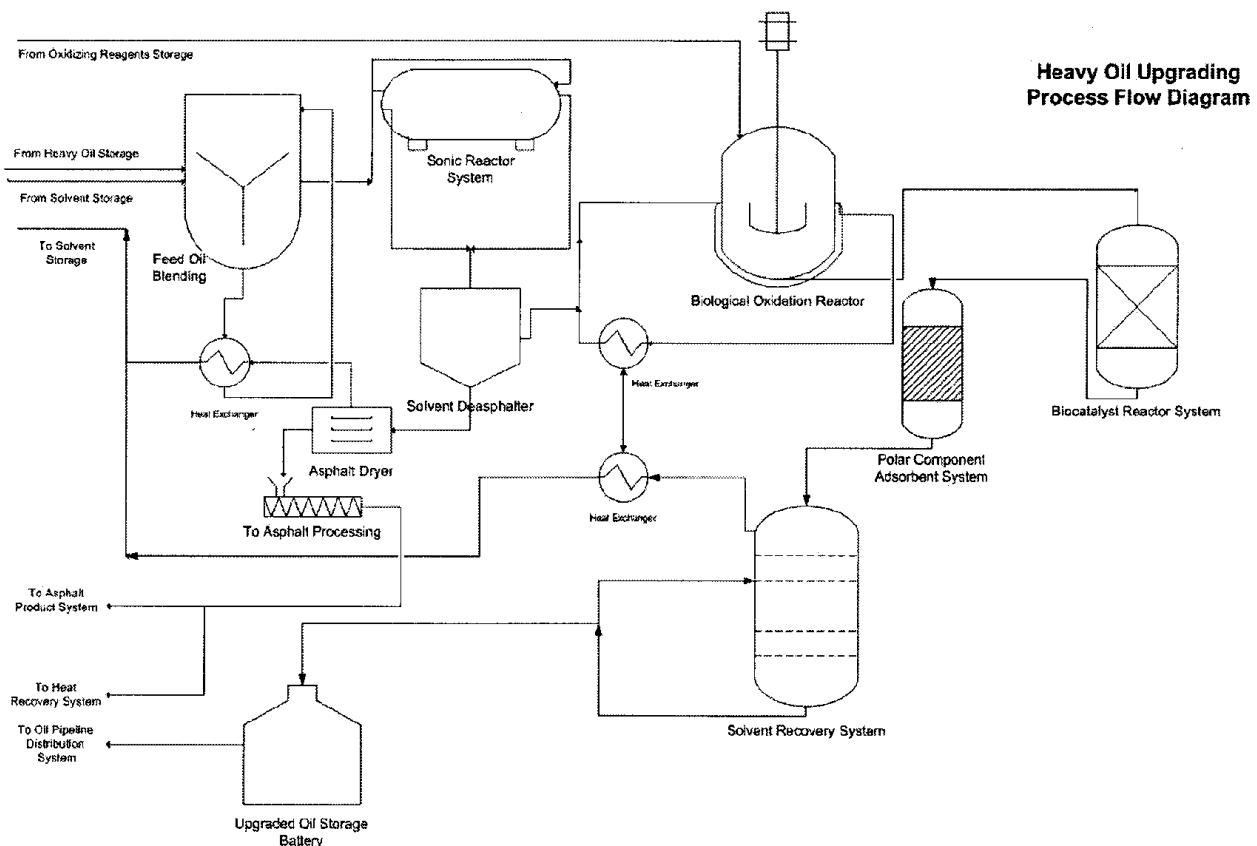 Heavy Oil Upgrading
Process Flow Diagram
From Oxidizing Reagents Storage
From Heavy Oil Storage
From Solvent Storage
To Solvent
Storage
Feed Oil
Blending
Sonic Reactor
System
Biological Oxidation Reactor
Biocatalyst Reactor System
Polar Component
Adsorbent System
Heat Exchanger
Solvent Deasphalter
Heat Exchanger
Asphalt Dryer
Heat Exchanger
To Asphalt Processing
To Asphalt
Product System
To Heat
Recovery System
To Oil Pipeline
Distribution
System
Solvent Recovery System
Upgraded Oil Storage
Battery